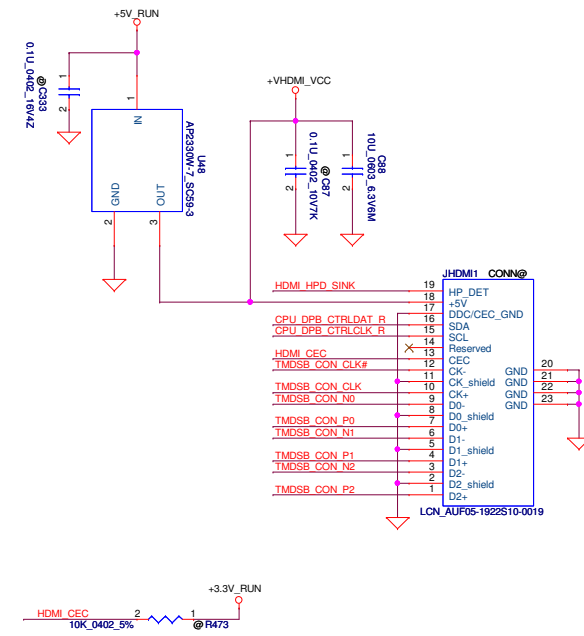 +5V_RUN
1
2
@C333
0.1U_0402_16V4Z
1
IN
U48
AP2330W-7_SC59-3
GND
OUT
2
3
+VHDMI_VCC
1
2
@C87
0.1U_0402_10V7K
1
2
C88
10U_0603_6.3V6M
JHDMI1 CONN@
HDMI_HPD_SINK 19 HP_DET
18 +5V
17 DDC/CEC_GND
CPU_DPB_CTRLDAT_R 16 SDA
CPU_DPB_CTRLCLK_R 15 SCL
14 Reserved
HDMI_CEC 13 CEC
TMDSB_CON_CLK# 12 CK-
11 CK_shield
TMDSB_CON_CLK 10 CK+
TMDSB_CON_N0 9 D0-
8 D0_shield
TMDSB_CON_P0 7 D0+
TMDSB_CON_N1 6 D1-
5 D1_shield
TMDSB_CON_P1 4 D1+
TMDSB_CON_N2 3 D2-
2 D2_shield
TMDSB_CON_P2 1 D2+
GND 20
GND 21
GND 22
GND 23
LCN_AUF05-1922S10-0019
+3.3V_RUN
HDMI_CEC 2 1
10K_0402_5% @R473